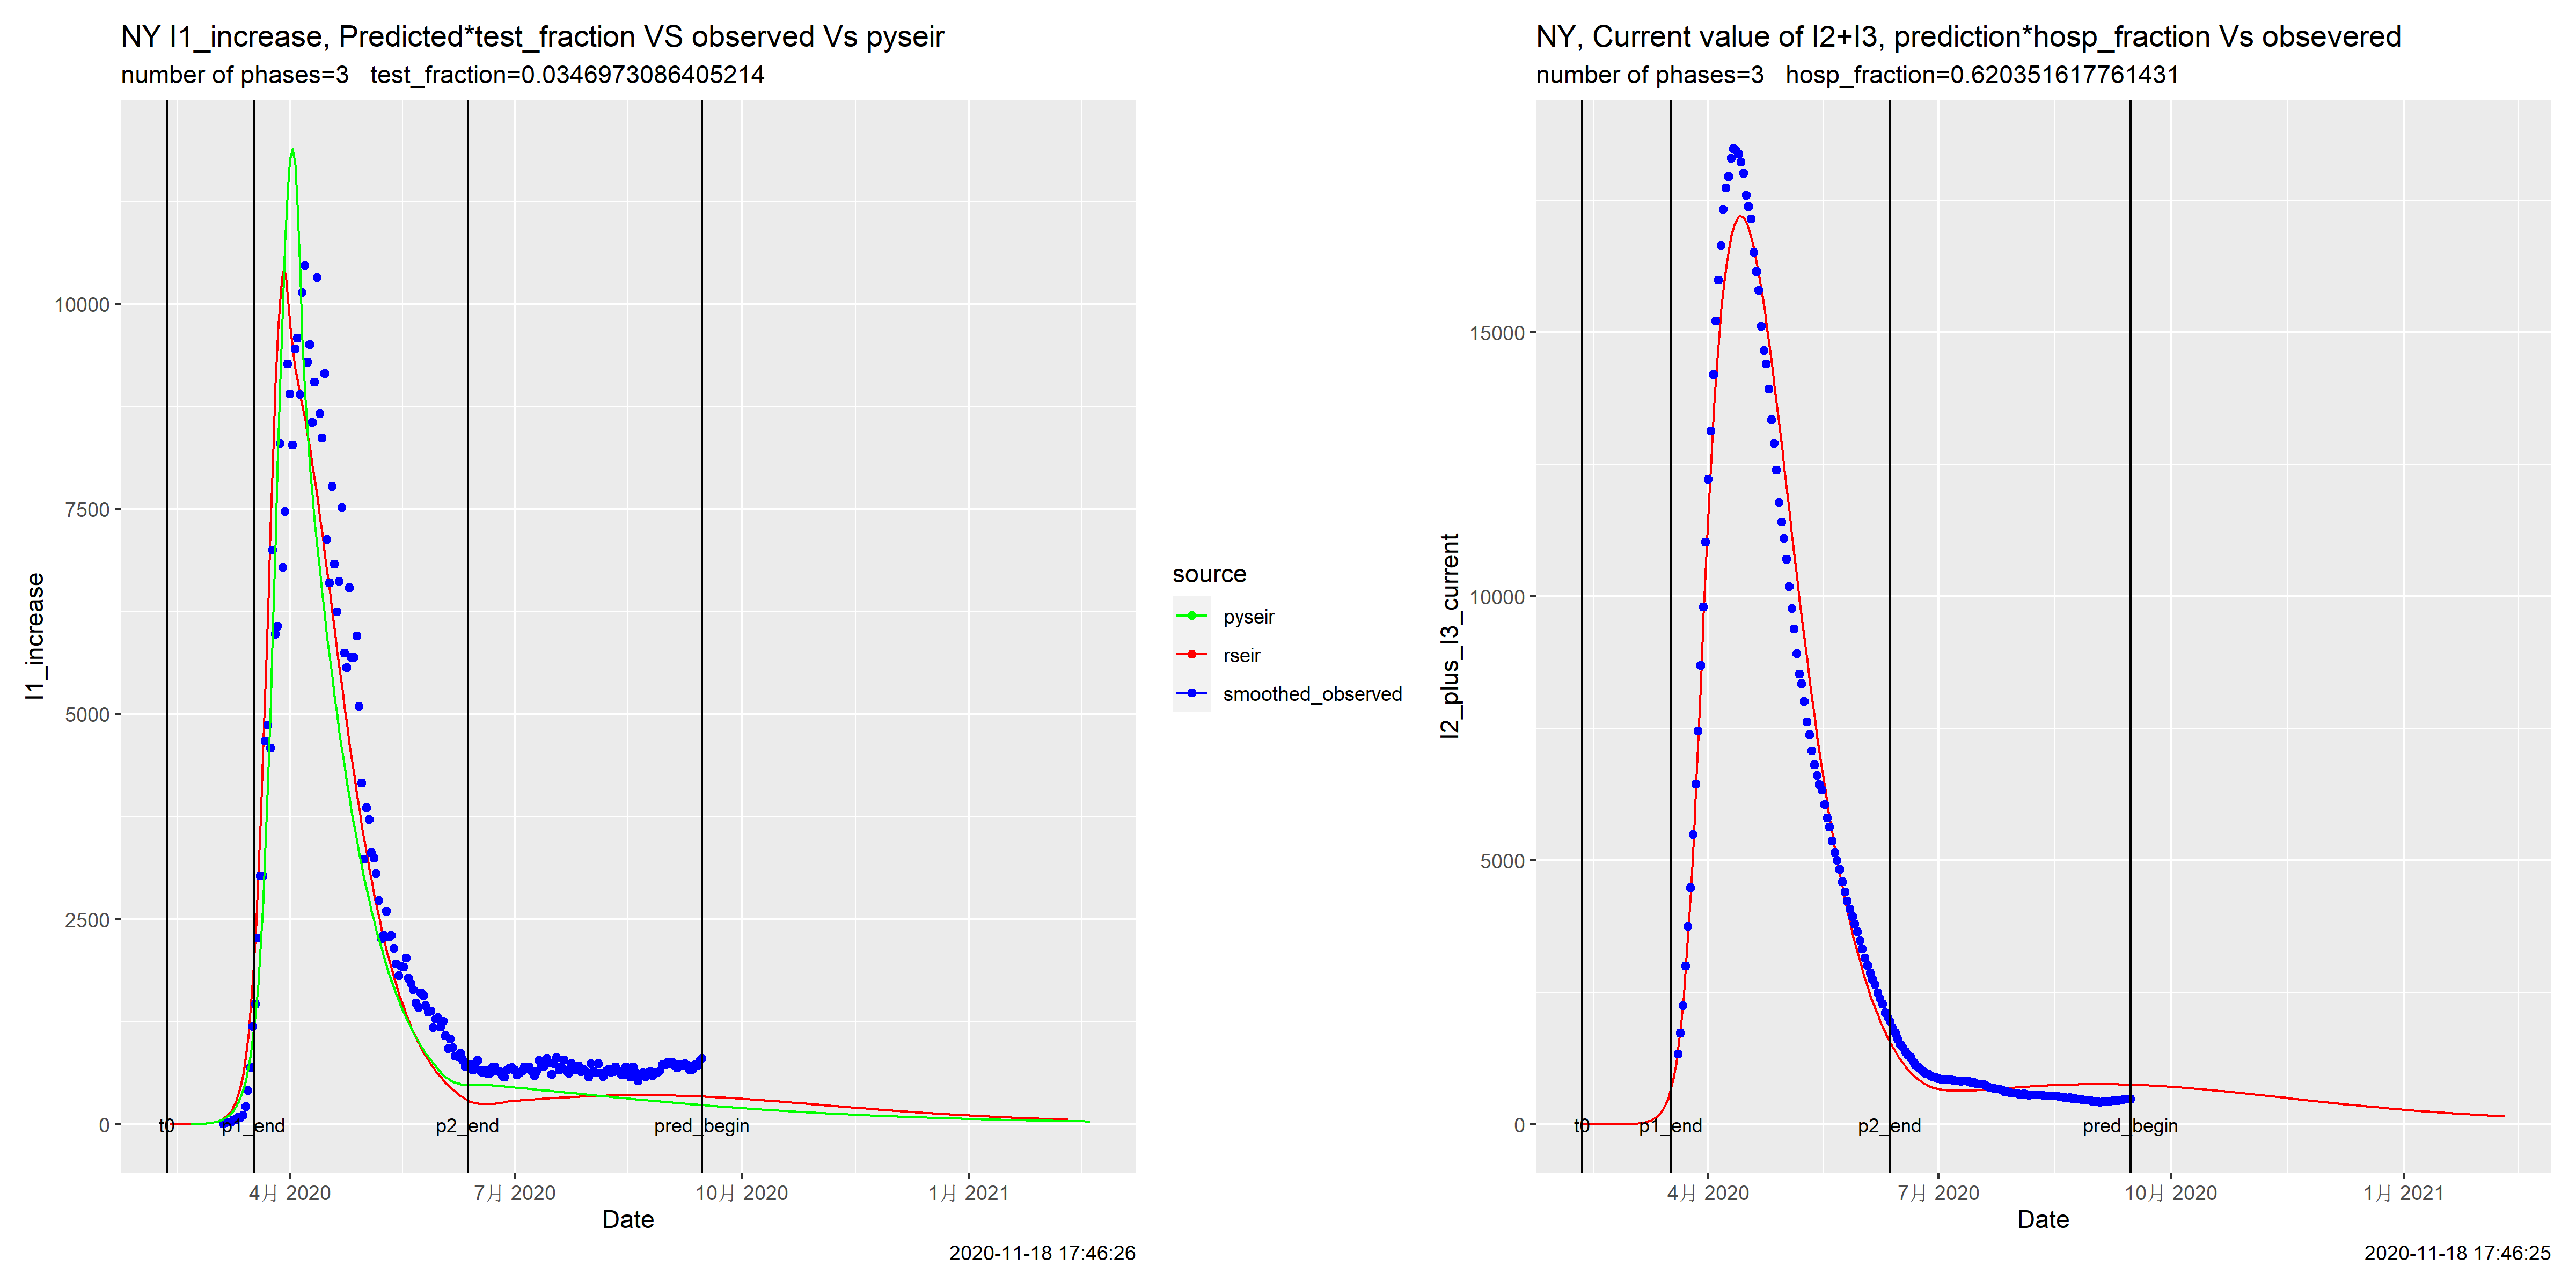 NY I1_increase, Predicted*test_fraction VS observed Vs pyseir
number of phases=3   test_fraction=0.0346973086405214
I1_increase
10000
7500
5000
2500
0
t0
p1_end
p2_end
pred_begin
4月 2020
7月 2020
10月 2020
1月 2021
Date
2020-11-18 17:46:26
source
pyseir
rseir
smoothed_observed
NY, Current value of I2+I3, prediction*hosp_fraction Vs obsevered
number of phases=3   hosp_fraction=0.620351617761431
I2_plus_I3_current
15000
10000
5000
0
t0
p1_end
p2_end
pred_begin
4月 2020
7月 2020
10月 2020
1月 2021
Date
2020-11-18 17:46:25